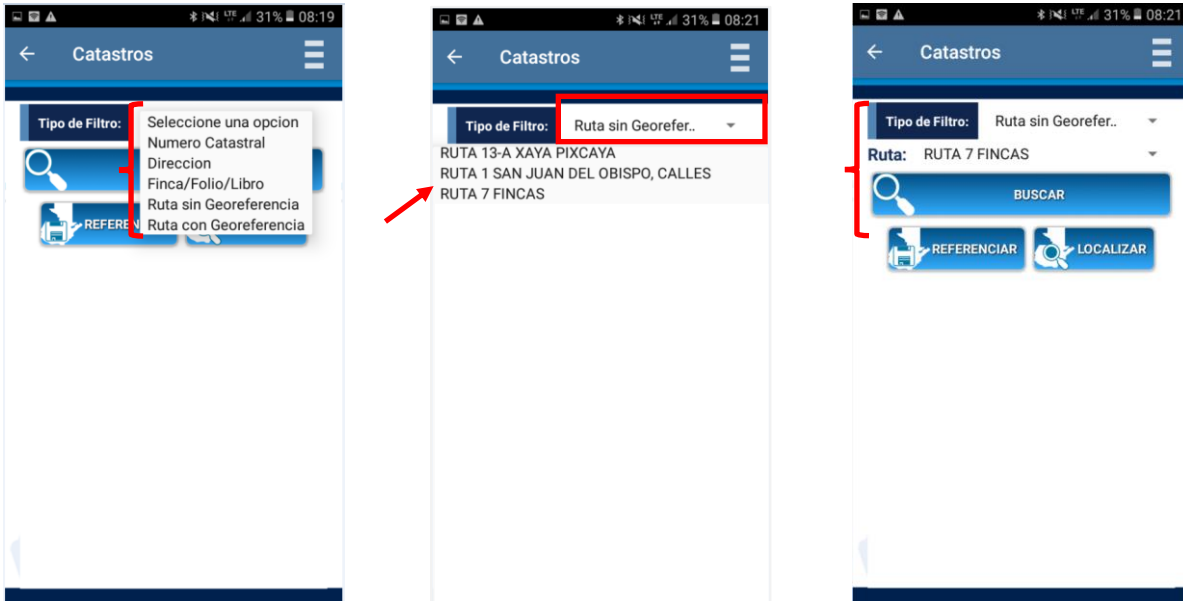 LTE 31% 08:19
Catastros
Tipo de Filtro:
Seleccione una opcion
Numero Catastral
Direccion
Finca/Folio/Libro
Ruta sin Georeferencia
Ruta con Georeferencia
REFEREN
LTE 31% 08:21
Catastros
Tipo de Filtro: Ruta sin Georefer..
RUTA 13-A XAYA PIXCAYA
RUTA 1 SAN JUAN DEL OBISPO, CALLES
RUTA 7 FINCAS
LTE 31% 08:21
Catastros
Tipo de Filtro: Ruta sin Georefer..
Ruta: RUTA 7 FINCAS
BUSCAR
REFERENCIAR LOCALIZAR